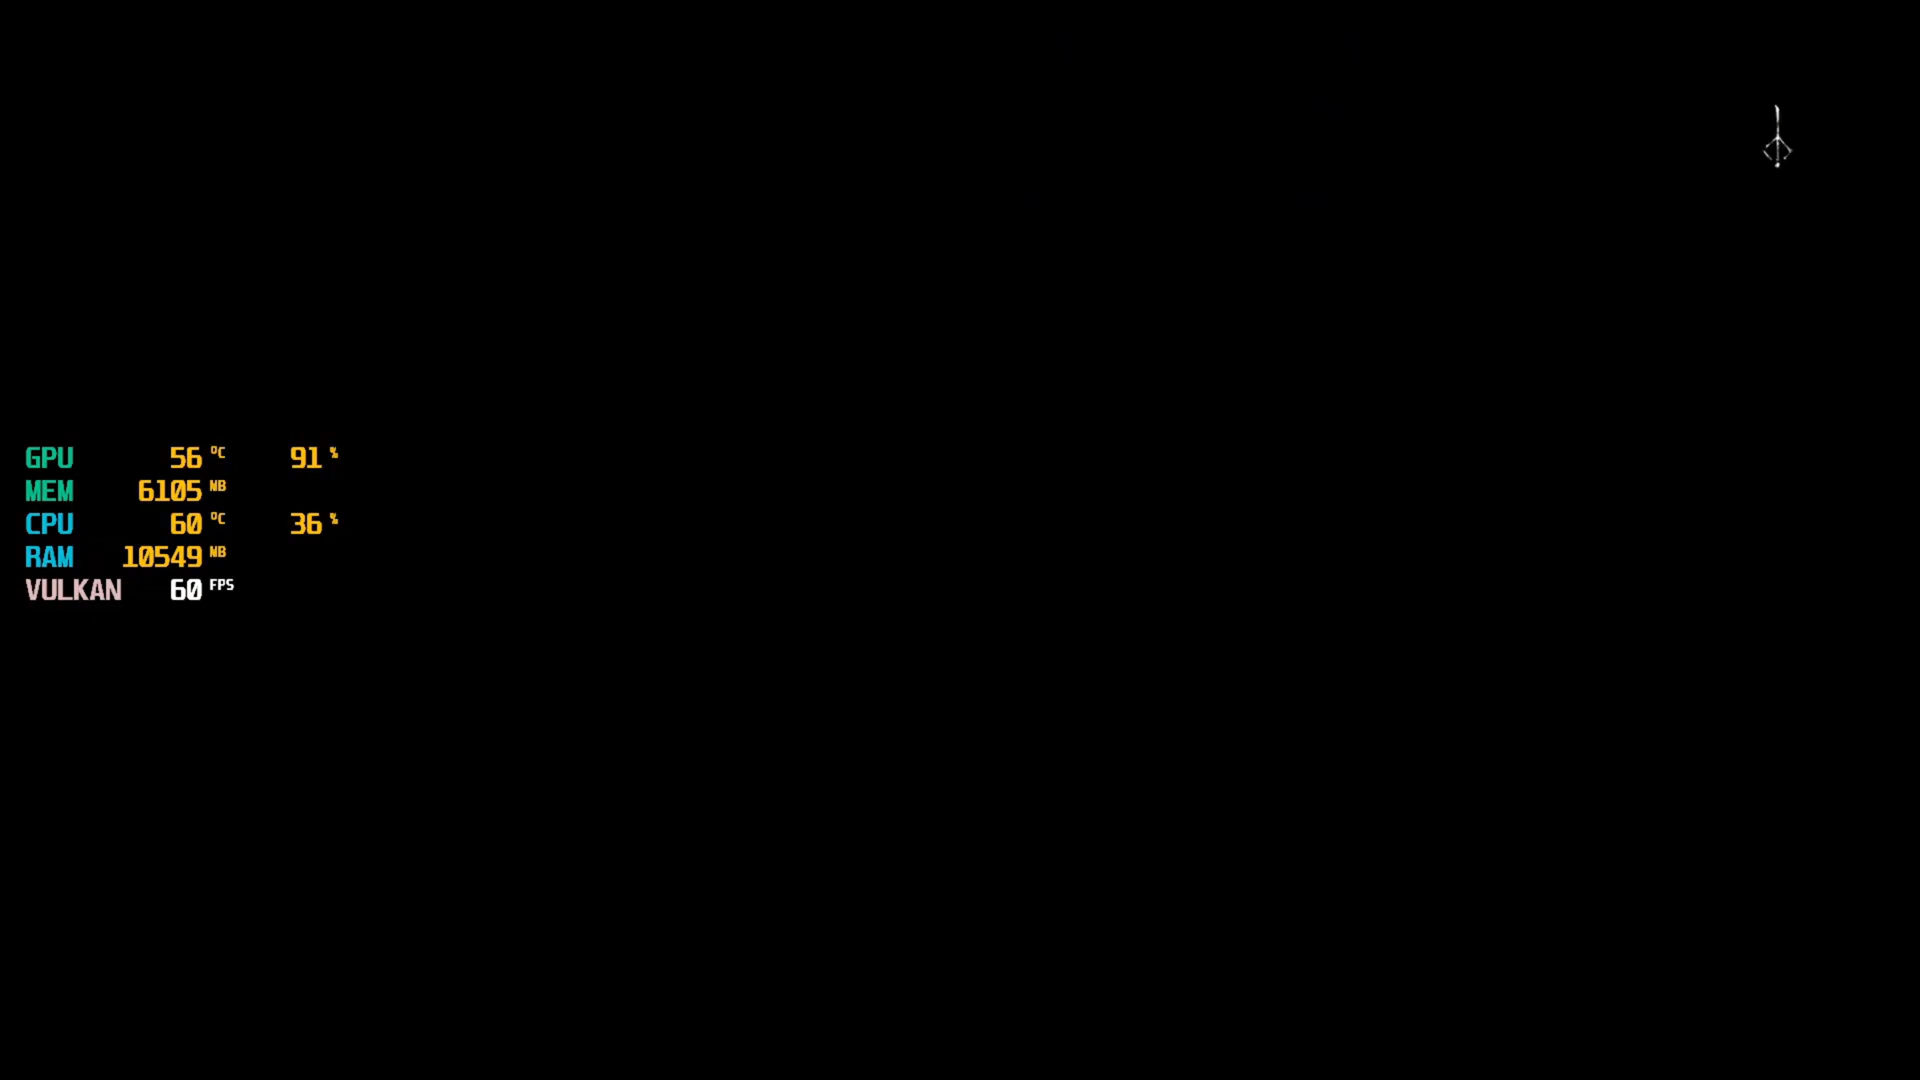 GPU 56 °C 91 %
MEM 6105 MB
CPU 60 °C 36 %
RAM 10549 MB
VULKAN 60 FPS